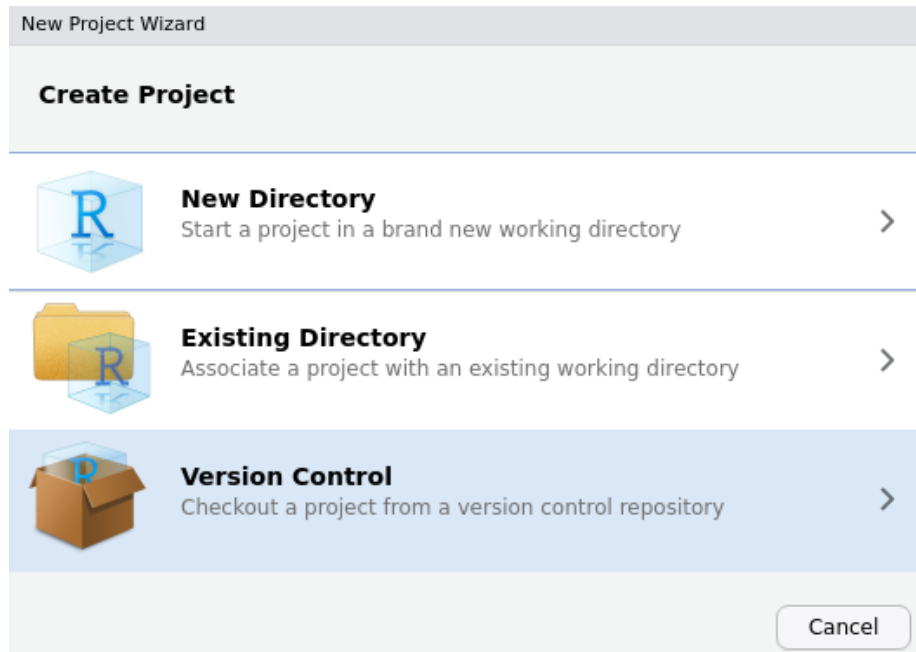 New Project Wizard
Create Project
R
New Directory
Start a project in a brand new working directory
R
Existing Directory
Associate a project with an existing working directory
R
Version Control
Checkout a project from a version control repository
Cancel